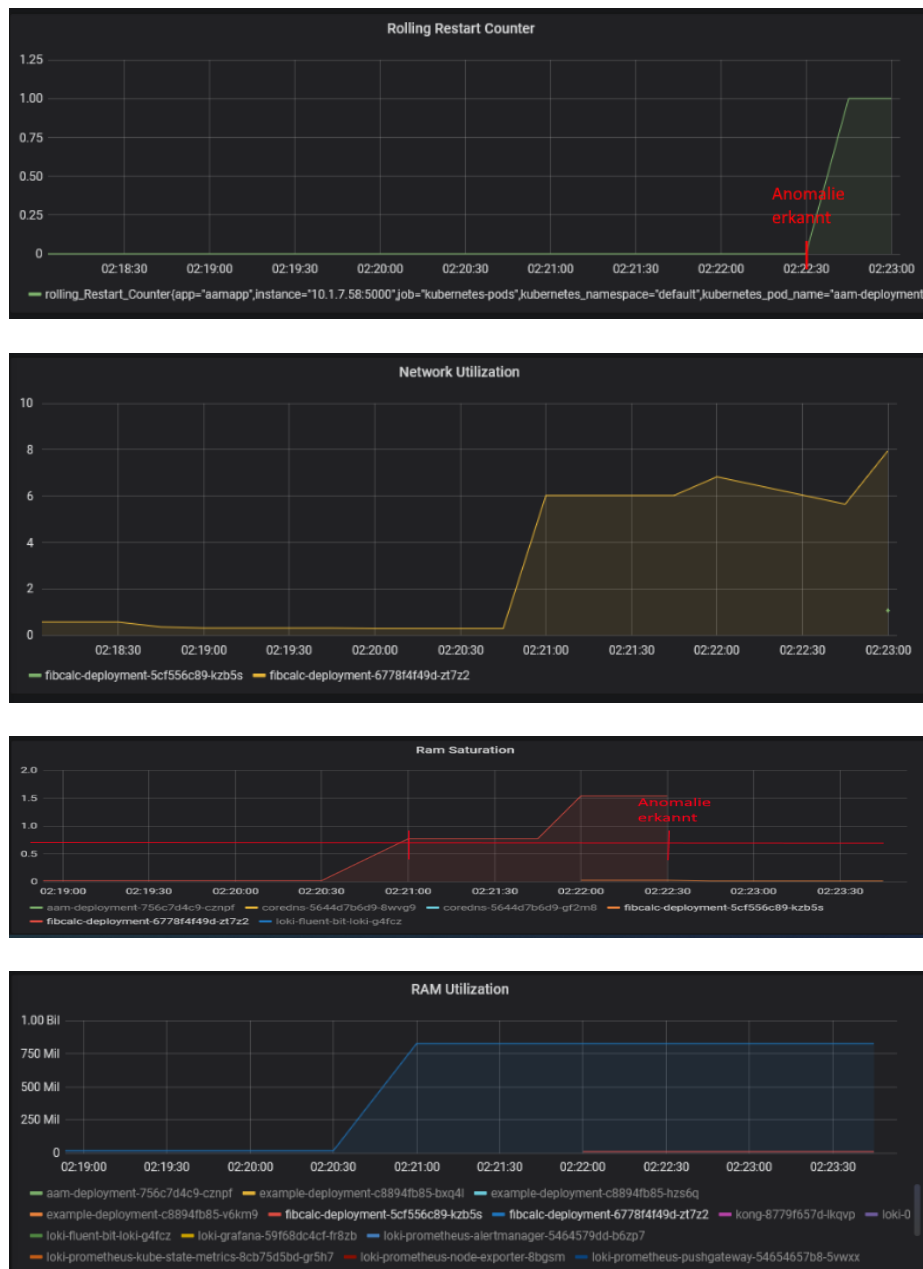 Rolling Restart Counter
1.25
1.00
0.75
0.50
0.25
0
Anomalie
erkannt
02:18:30 02:19:00 02:19:30 02:20:00 02:20:30 02:21:00 02:21:30 02:22:00 02:22:30 02:23:00
rolling_Restart_Counter{app="aamapp",instance="10.1.7.58:5000",job="kubernetes-pods",kubernetes_namespace="default",kubernetes_pod_name="aam-deployment
Network Utilization
10
8
6
4
2
0
02:18:30 02:19:00 02:19:30 02:20:00 02:20:30 02:21:00 02:21:30 02:22:00 02:22:30 02:23:00
fibcalc-deployment-5cf556c89-kzb5s fibcalc-deployment-6778f4f49d-zt7z2
Ram Saturation
2.0
1.5
1.0
0.5
0
Anomalie
erkannt
02:19:00 02:19:30 02:20:00 02:20:30 02:21:00 02:21:30 02:22:00 02:22:30 02:23:00 02:23:30
aam-deployment-756c7d4c9-cznpf coredns-5644d7b6d9-8wvg9 coredns-5644d7b6d9-gf2m8 fibcalc-deployment-5cf556c89-kzb5s
fibcalc-deployment-6778f4f49d-zt7z2 loki-fluent-bit-loki-g4fcz
RAM Utilization
1.00 Bil
750 Mil
500 Mil
250 Mil
0
02:19:00 02:19:30 02:20:00 02:20:30 02:21:00 02:21:30 02:22:00 02:22:30 02:23:00 02:23:30
aam-deployment-756c7d4c9-cznpf example-deployment-c8894fb85-bxq4l example-deployment-c8894fb85-hzs6q
example-deployment-c8894fb85-v6km9 fibcalc-deployment-5cf556c89-kzb5s fibcalc-deployment-6778f4f49d-zt7z2 kong-8779f657d-lkqvp loki-0
loki-fluent-bit-loki-g4fcz loki-grafana-59f68dc4cf-fr8zb loki-prometheus-alertmanager-5464579dd-b6zp7
loki-prometheus-kube-state-metrics-8cb75d5bd-gr5h7 loki-prometheus-node-exporter-8bgsm loki-prometheus-pushgateway-54654657b8-5vwxx